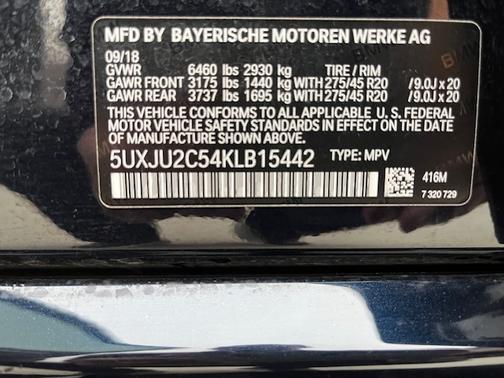 MFD BY BAYERISCHE MOTOREN WERKE AG
09/18
GVWR 6460 lbs 2930 kg TIRE / RIM
GAWR FRONT 3175 lbs 1440 kg WITH 275/45 R20 / 9.0J x 20
GAWR REAR 3737 lbs 1695 kg WITH 275/45 R20 / 9.0J x 20
THIS VEHICLE CONFORMS TO ALL APPLICABLE U.S. FEDERAL
MOTOR VEHICLE SAFETY STANDARDS IN EFFECT ON THE DATE
OF MANUFACTURE SHOWN ABOVE.
5UXJU2C54KLB15442 TYPE: MPV
416M
7 320 729